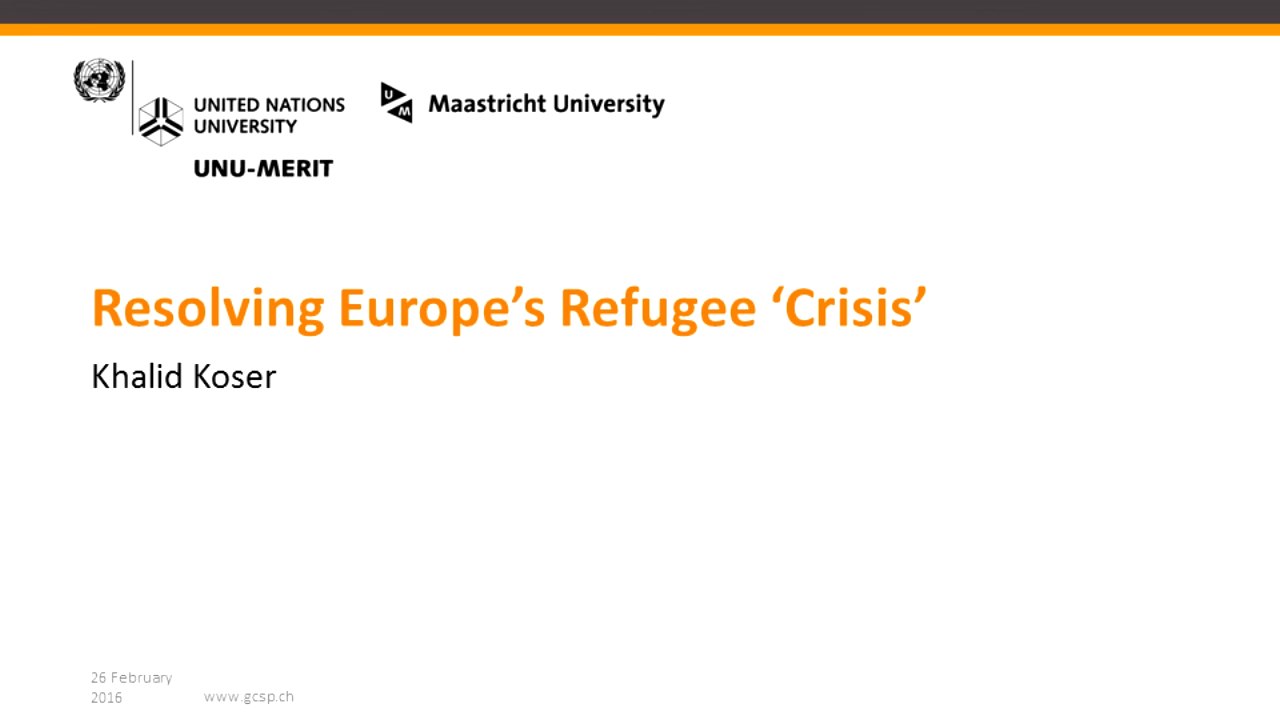 UNITED NATIONS
UNIVERSITY
UNU-MERIT
UM
Maastricht University
Resolving Europe’s Refugee ‘Crisis’
Khalid Koser
26 February
2016
www.gcsp.ch